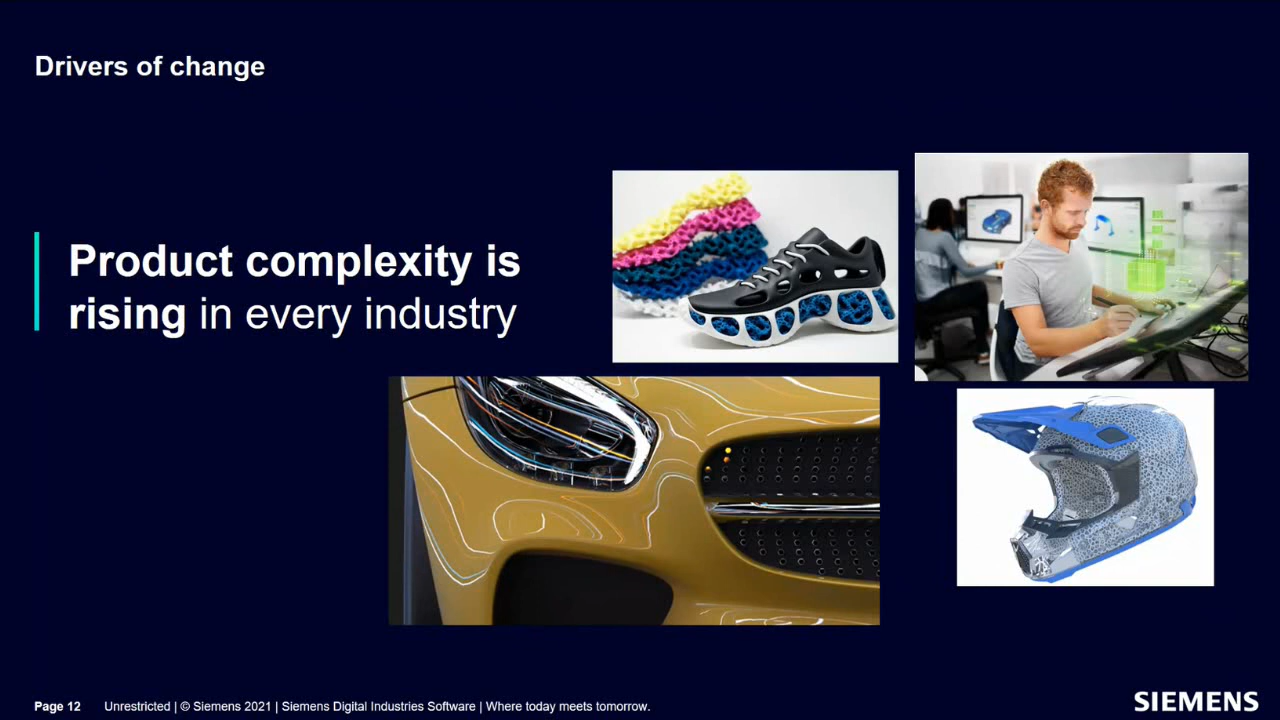 Drivers of change
Product complexity is
rising in every industry
Page 12 Unrestricted | © Siemens 2021 | Siemens Digital Industries Software | Where today meets tomorrow.
SIEMENS